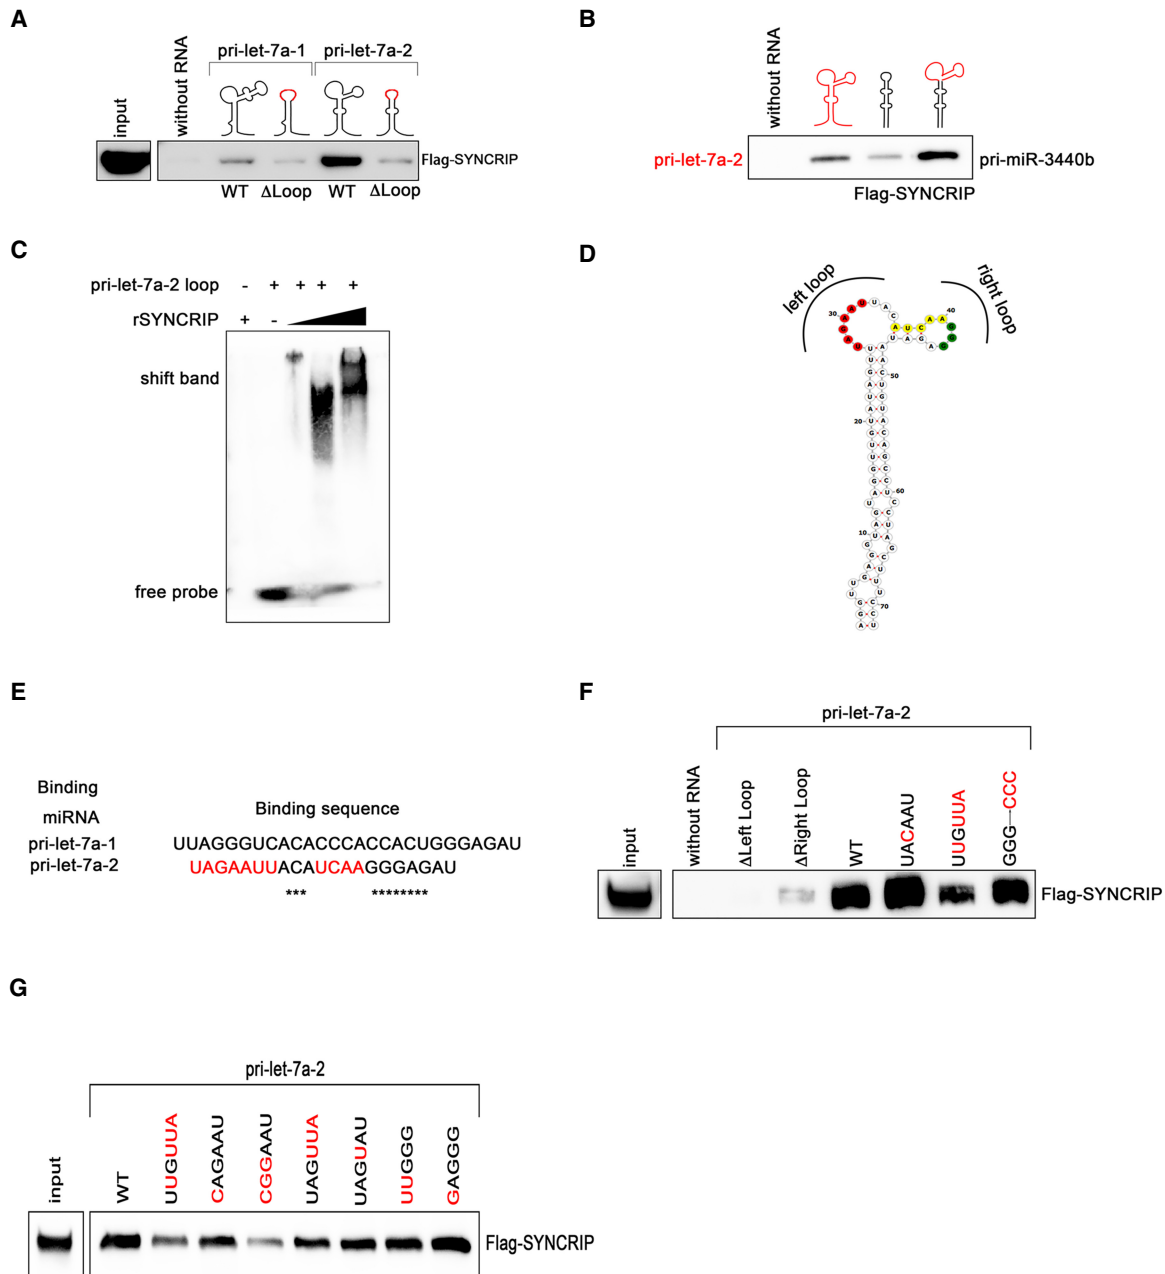 A
pri-let-7a-1 pri-let-7a-2
input
without RNA
Flag-SYNCRIP
WT ΔLoop WT ΔLoop
B
without RNA
pri-let-7a-2
pri-miR-3440b
Flag-SYNCRIP
C
pri-let-7a-2 loop - + + + +
rSYNCRIP + -
shift band
free probe
D
left loop
right loop
30
40
50
20
60
10
70
E
Binding
miRNA
Binding sequence
pri-let-7a-1 UUAGGGUCACACCCACCACUGGGAGAU
pri-let-7a-2 UAGAAUUACAUCAAGGGAGAU
*** ********
F
pri-let-7a-2
input
without RNA
ΔLeft Loop
ΔRight Loop
WT
UACAAU
UUGUUA
GGG→CCC
Flag-SYNCRIP
G
pri-let-7a-2
input
WT
UUGUUA
CAGAAU
CGGAAU
UAGUUA
UAGUAU
UUGGG
GAGGG
Flag-SYNCRIP